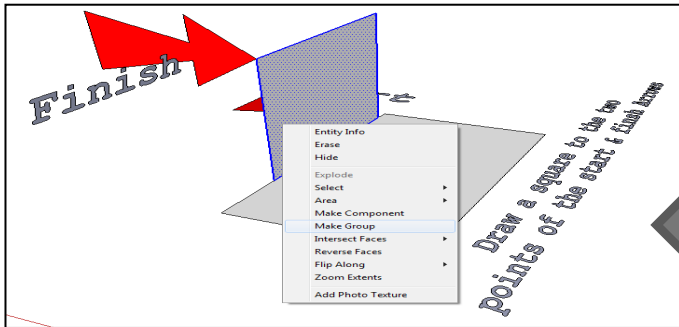 Finish
Entity Info
Erase
Hide
Explode
Select
Area
Make Component
Make Group
Intersect Faces
Reverse Faces
Flip Along
Zoom Extents
Add Photo Texture
Draw a square to the two
points of the start & finsh arrows